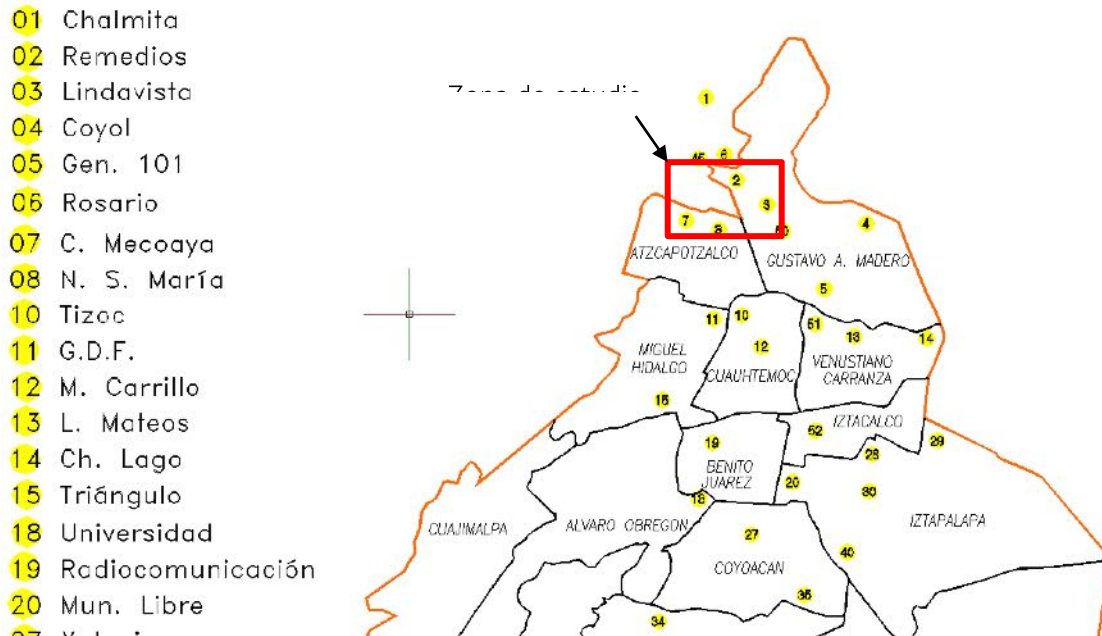 01 Chalmita
02 Remedios
03 Lindavista
04 Coyol
05 Gen. 101
06 Rosario
07 C. Mecoaya
08 N. S. María
10 Tizoc
11 G.D.F.
12 M. Carrillo
13 L. Mateos
14 Ch. Lago
15 Triángulo
18 Universidad
19 Radiocomunicación
20 Mun. Libre
Zona de estudio
1
6
2
3
7
8
4
ATZCAPOTZALCO
GUSTAVO A. MADERO
5
11
10
51
13
14
12
MIGUEL
HIDALGO
CUAUHTEMOC
VENUSTIANO
CARRANZA
15
IZTACALCO
52
19
29
28
BENITO
JUAREZ
20
30
18
CUAJIMALPA
ALVARO OBREGON
IZTAPALAPA
27
40
COYOACAN
35
34